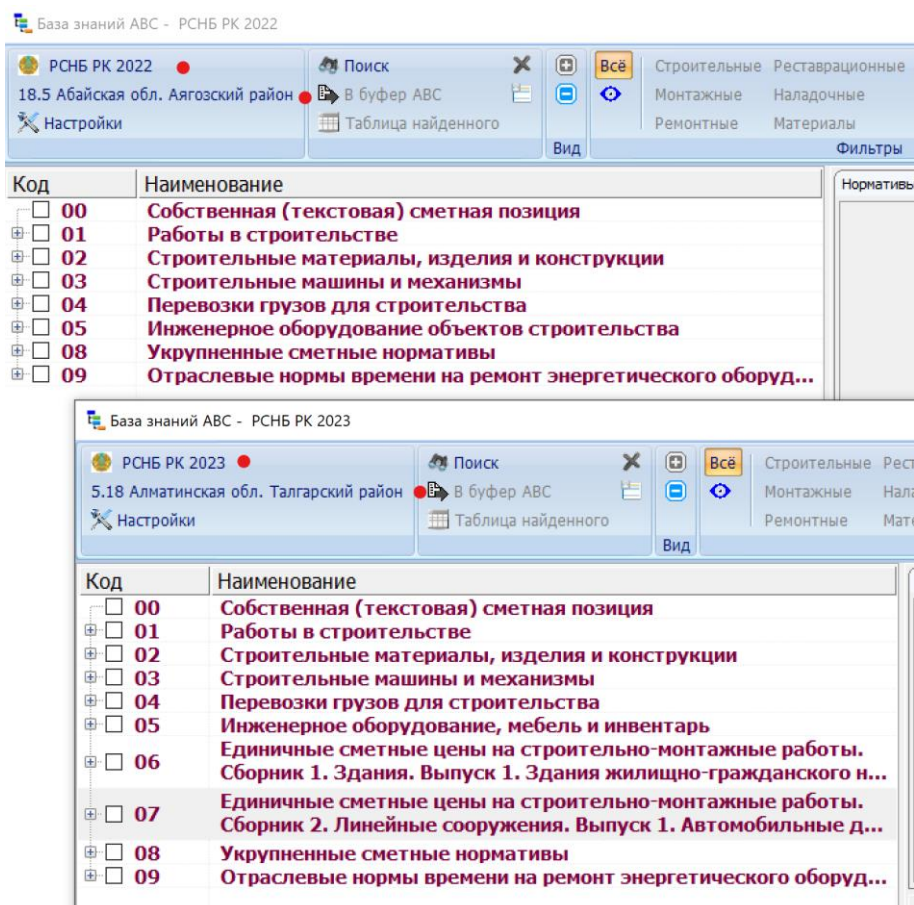 База знаний АВС - РСНБ РК 2022
РСНБ РК 2022
18.5 Абайская обл. Аягозский район
Настройки
Поиск
В буфер АВС
Таблица найденного
Вид
Всё
Строительные Реставрационные
Монтажные Наладочные
Ремонтные Материалы
Фильтры
Код Наименование
Нормативы
00 Собственная (текстовая) сметная позиция
01 Работы в строительстве
02 Строительные материалы, изделия и конструкции
03 Строительные машины и механизмы
04 Перевозки грузов для строительства
05 Инженерное оборудование объектов строительства
08 Укрупненные сметные нормативы
09 Отраслевые нормы времени на ремонт энергетического оборуд...
База знаний АВС - РСНБ РК 2023
РСНБ РК 2023
5.18 Алматинская обл. Талгарский район
Настройки
Поиск
В буфер АВС
Таблица найденного
Вид
Всё
Строительные Рест
Монтажные Нала
Ремонтные Мате
Код Наименование
00 Собственная (текстовая) сметная позиция
01 Работы в строительстве
02 Строительные материалы, изделия и конструкции
03 Строительные машины и механизмы
04 Перевозки грузов для строительства
05 Инженерное оборудование, мебель и инвентарь
06 Единичные сметные цены на строительно-монтажные работы.
Сборник 1. Здания. Выпуск 1. Здания жилищно-гражданского н...
07 Единичные сметные цены на строительно-монтажные работы.
Сборник 2. Линейные сооружения. Выпуск 1. Автомобильные д...
08 Укрупненные сметные нормативы
09 Отраслевые нормы времени на ремонт энергетического оборуд...